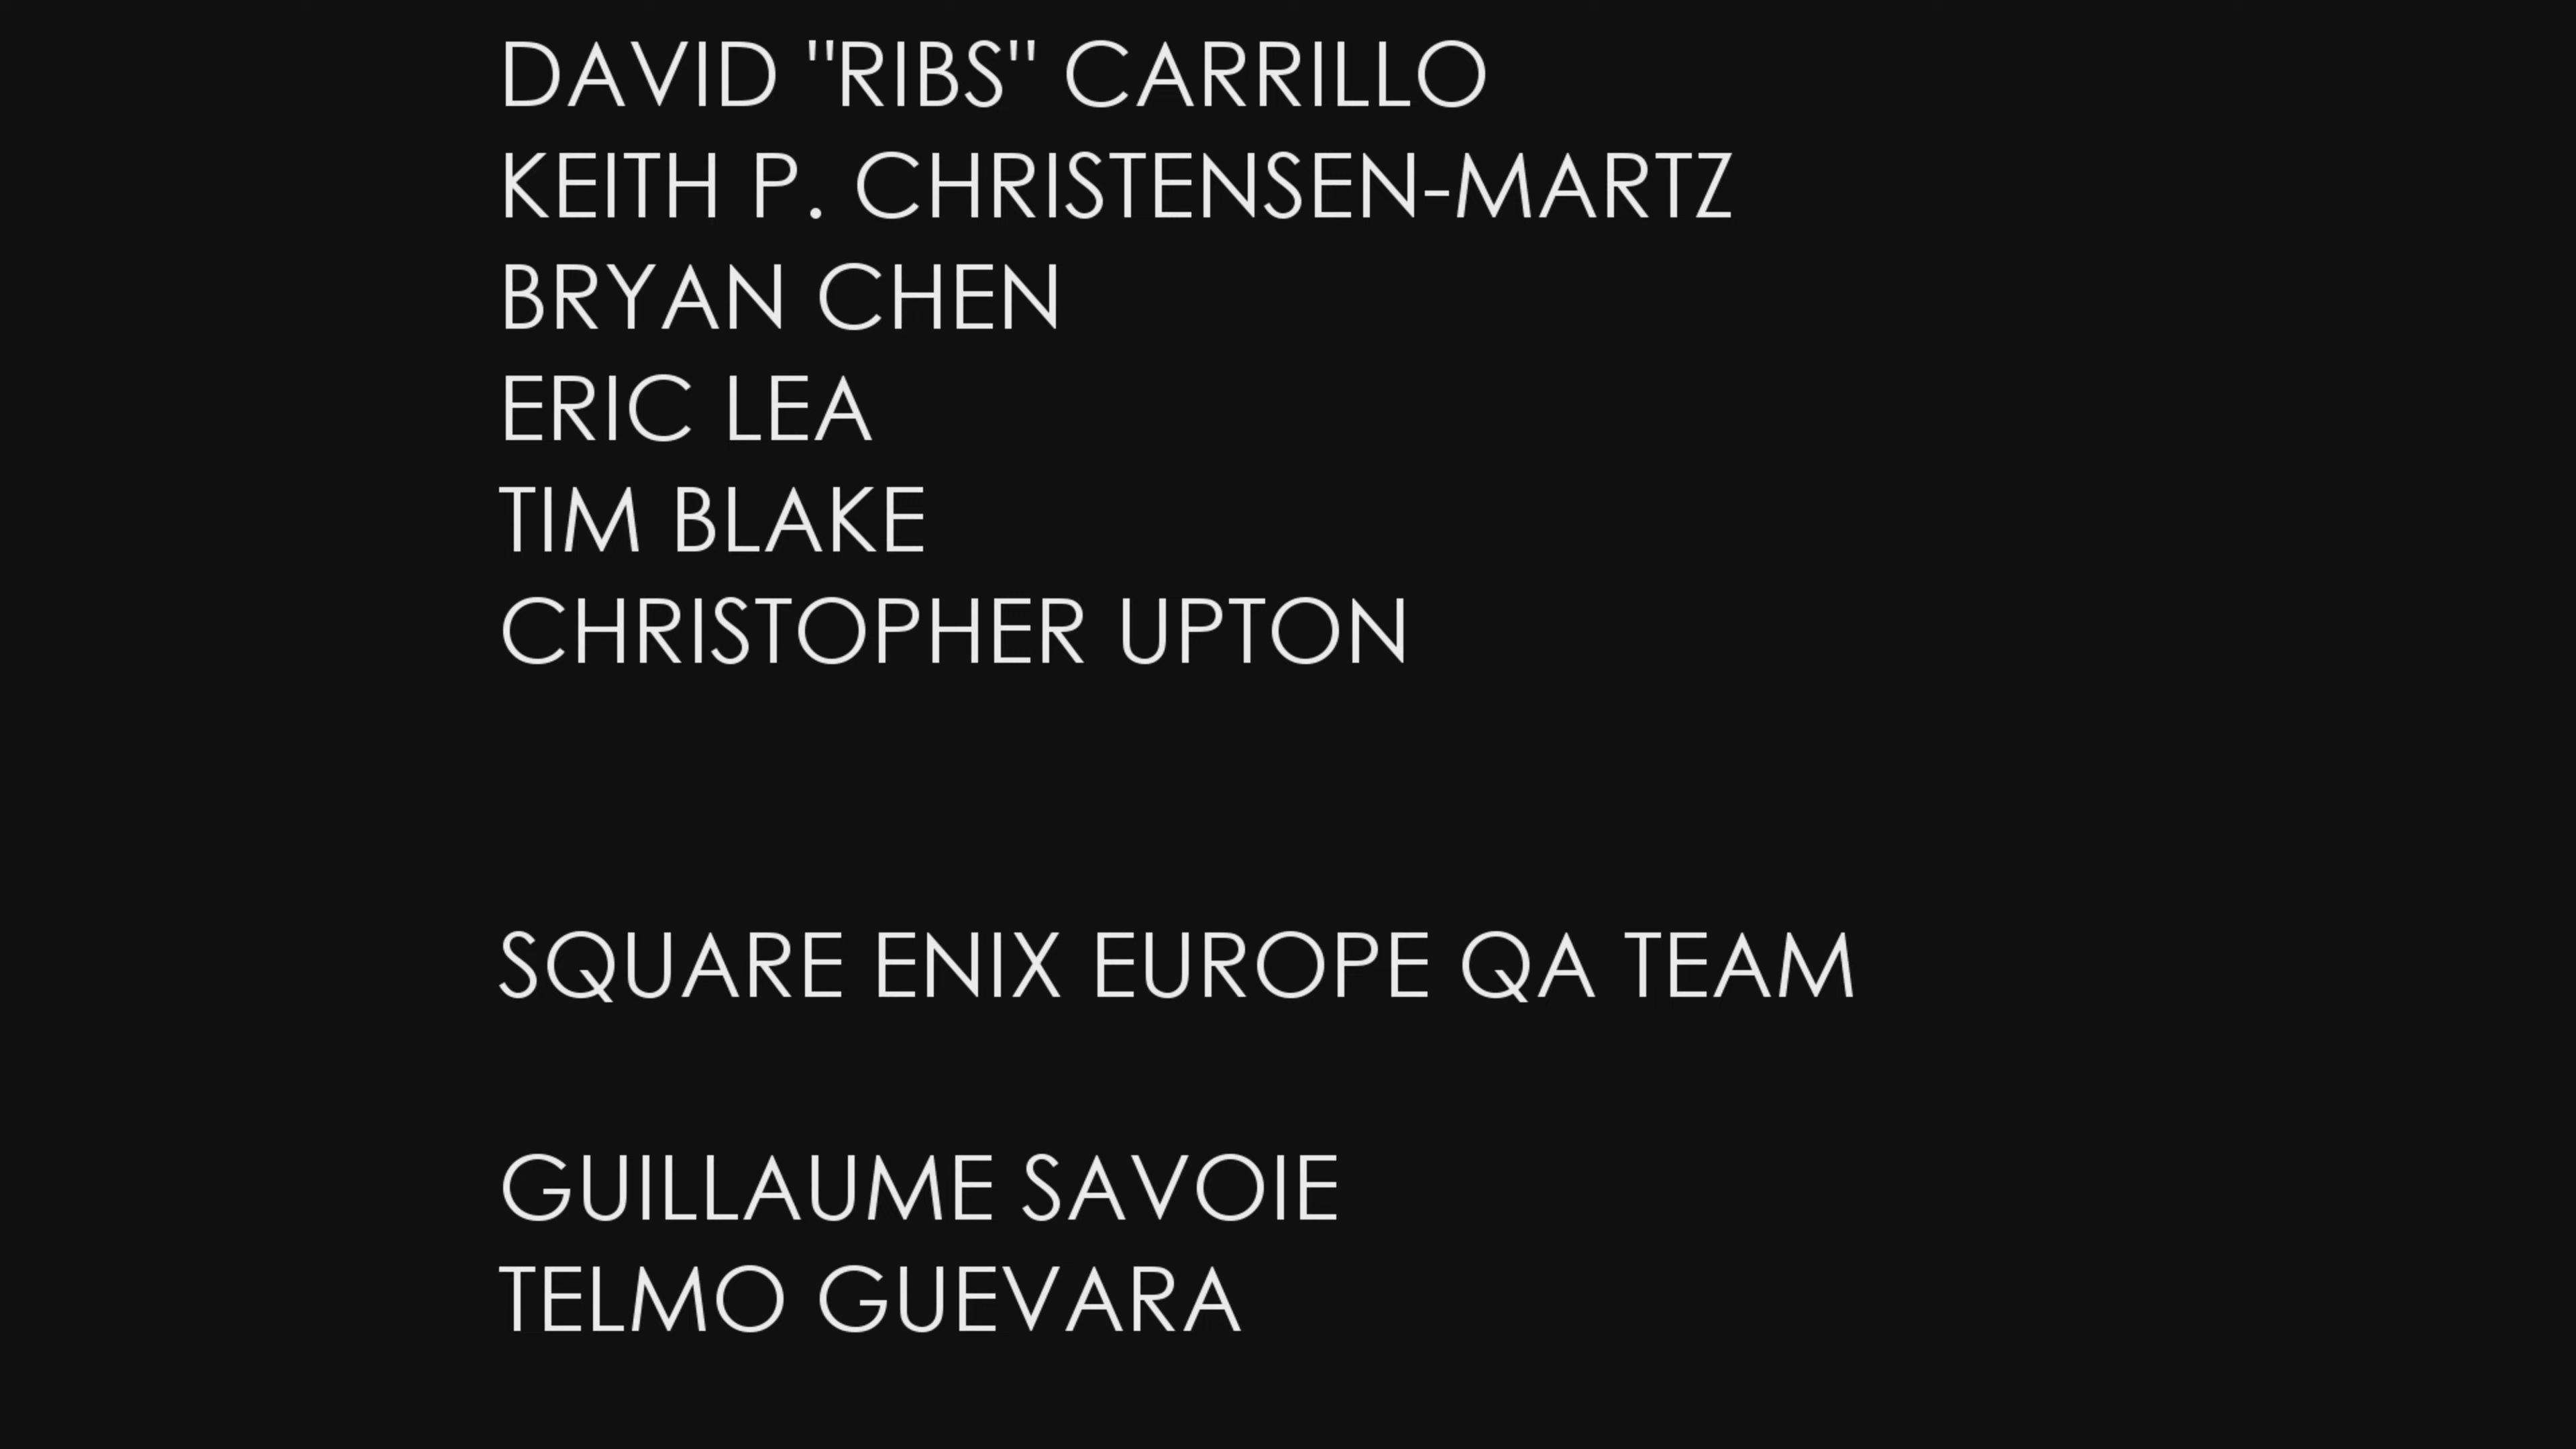 DAVID "RIBS" CARRILLO
KEITH P. CHRISTENSEN-MARTZ
BRYAN CHEN
ERIC LEA
TIM BLAKE
CHRISTOPHER UPTON
SQUARE ENIX EUROPE QA TEAM
GUILLAUME SAVOIE
TELMO GUEVARA